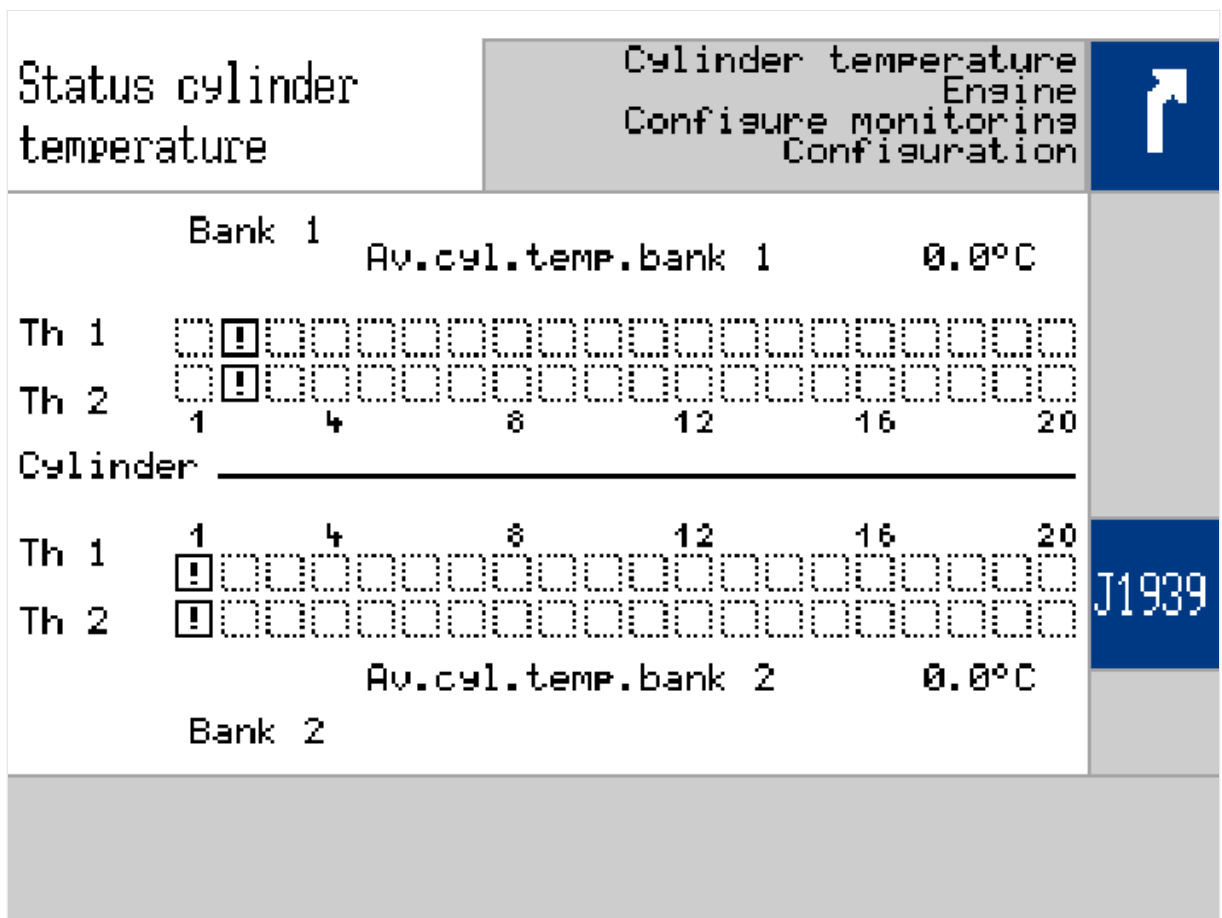 Status cylinder
temperature
Cylinder temperature
Engine
Configure monitoring
Configuration
Bank 1
Av.cyl.temp.bank 1 0.0°C
Th 1 !
Th 2 !
1 4 8 12 16 20
Cylinder
1 4 8 12 16 20
Th 1 !
Th 2 !
J1939
Av.cyl.temp.bank 2 0.0°C
Bank 2